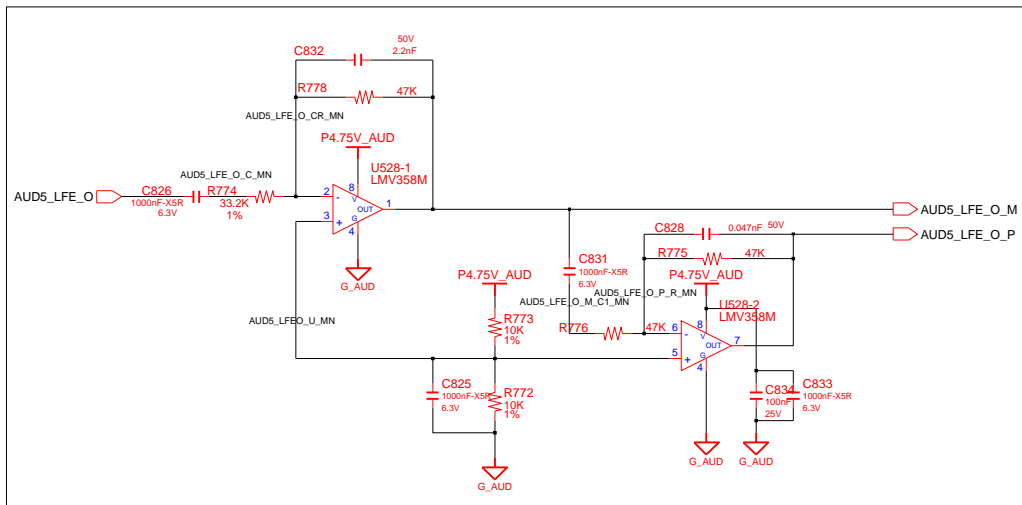 50V
C832
2.2nF
R778
47K
AUD5_LFE_O_CR_MN
P4.75V_AUD
U528-1
LMV358M
AUD5_LFE_O_C_MN
AUD5_LFE_O
C826
R774
1000nF-X5R
33.2K
6.3V
1%
2
3
8
V
OUT
G
4
1
G_AUD
AUD5_LFE_O_M
AUD5_LFE_O_P
C828
0.047nF
50V
R775
47K
C831
1000nF-X5R
6.3V
P4.75V_AUD
P4.75V_AUD
AUD5_LFE_O_P_R_MN
AUD5_LFE_O_M_C1_MN
U528-2
LMV358M
AUD5_LFEO_U_MN
R773
10K
1%
R776
47K
6
5
8
V
OUT
G
4
7
C825
1000nF-X5R
6.3V
R772
10K
1%
C834
100nF
25V
C833
1000nF-X5R
6.3V
G_AUD
G_AUD
G_AUD